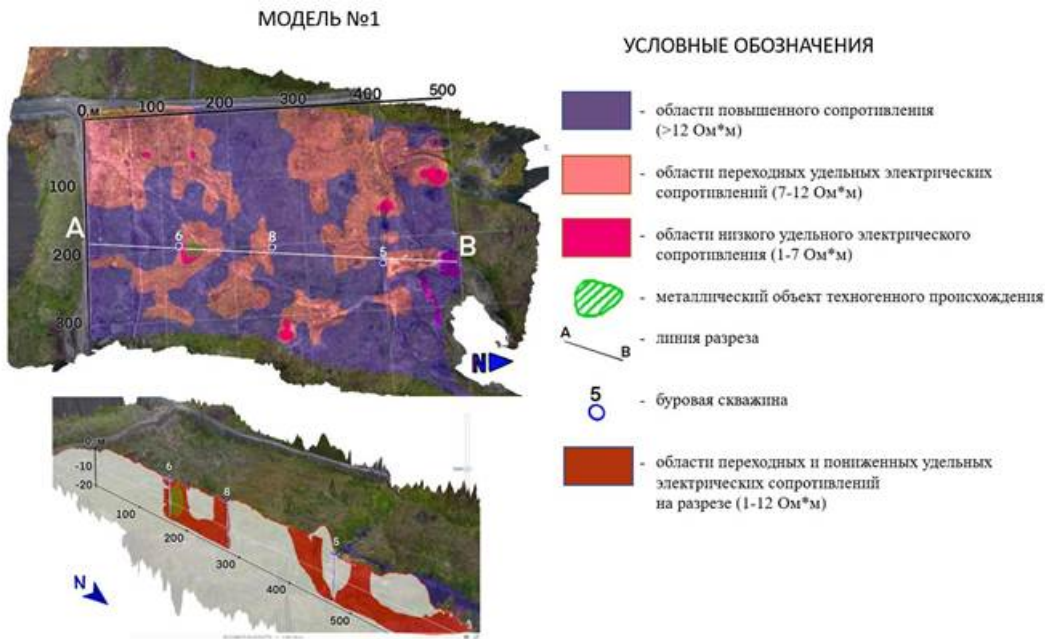 МОДЕЛЬ №1
УСЛОВНЫЕ ОБОЗНАЧЕНИЯ
0, м
100
200
300
400
500
100
200
300
A
B
6
8
5
N
- области повышенного сопротивления
(>12 Ом*м)
- области переходных удельных электрических
сопротивлений (7-12 Ом*м)
- области низкого удельного электрического
сопротивления (1-7 Ом*м)
- металлический объект техногенного происхождения
A
B
- линия разреза
5
- буровая скважина
- области переходных и пониженных удельных
электрических сопротивлений
на разрезе (1-12 Ом*м)
0, м
-10
-20
100
200
300
400
500
6
8
5
N